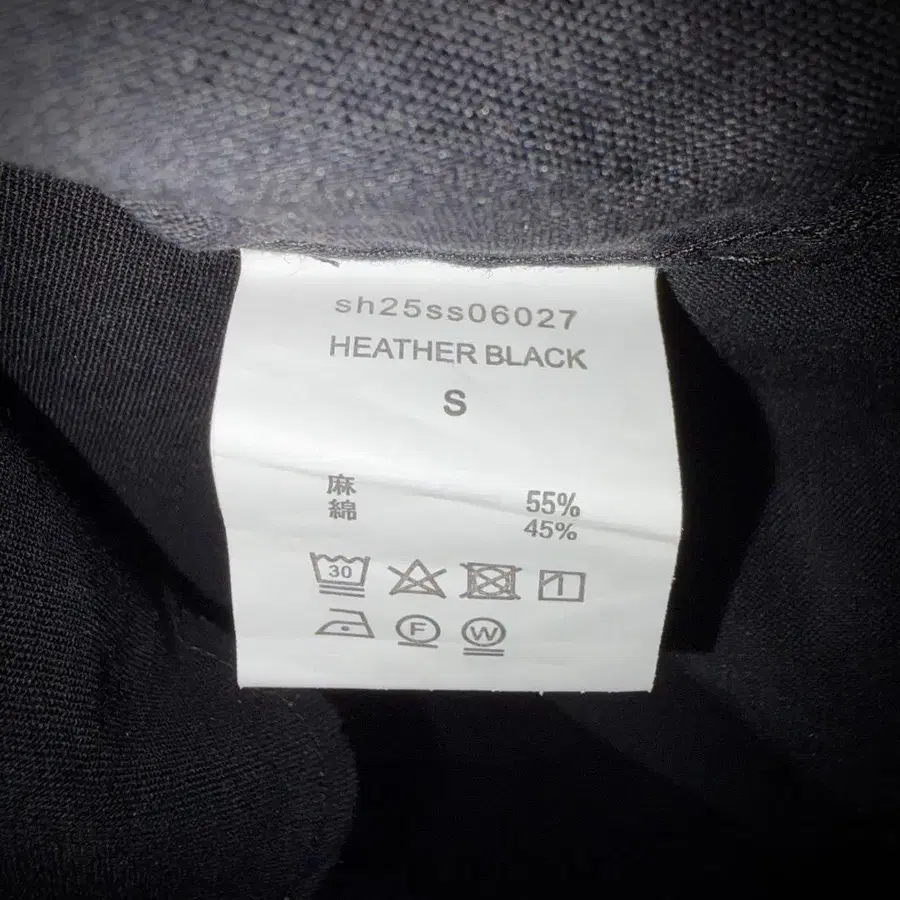 sh25ss06027
HEATHER BLACK
S
麻 55%
綿 45%
30
F W